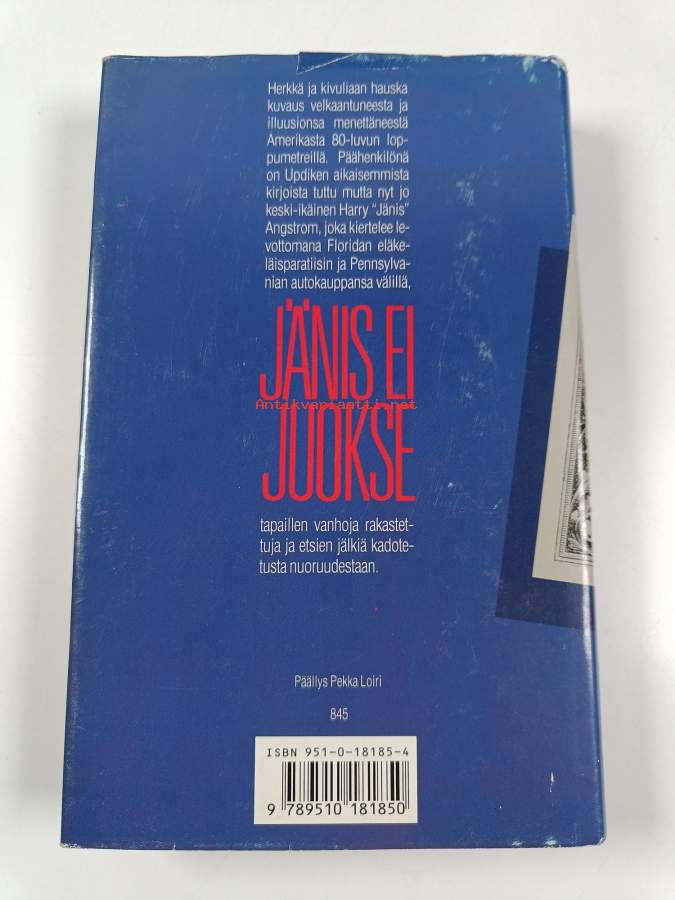 Herkkä ja kivuliaan hauska
kuvaus velkaantuneesta ja
illuusionsa menettäneestä
Amerikasta 80-luvun lop-
pumetreillä. Päähenkilönä
on Updiken aikaisemmista
kirjoista tuttu mutta nyt jo
keski-ikäinen Harry "Jänis"
Angstrom, joka kiertelee le-
vottomana Floridan eläke-
läisparatiisin ja Pennsylva-
nian autokauppansa välillä,
JÄNIS EI
Antikvariaatti.net
JUOKSE
tapaillen vanhoja rakastet-
tuja ja etsien jälkiä kadote-
tusta nuoruudestaan.
Päällys Pekka Loiri
845
ISBN 951-0-18185-4
9 789510 181850